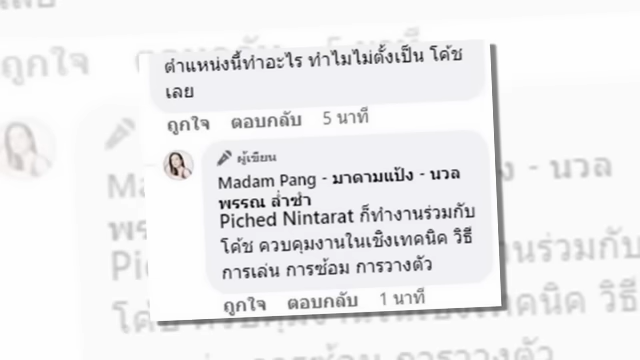 ตำแหน่งนี้ทำอะไร ทำไมไม่ตั้งเป็น โค้ช
เลย
ถูกใจ ตอบกลับ 5 นาที
ผู้เขียน
Madam Pang - มาดามแป้ง - นวล
พรรณ ล่ำซำ
Piched Nintarat ก็ทำงานร่วมกับ
โค้ช ควบคุมงานในเชิงเทคนิค วิธี
การเล่น การซ้อม การวางตัว
ถูกใจ ตอบกลับ 1 นาที